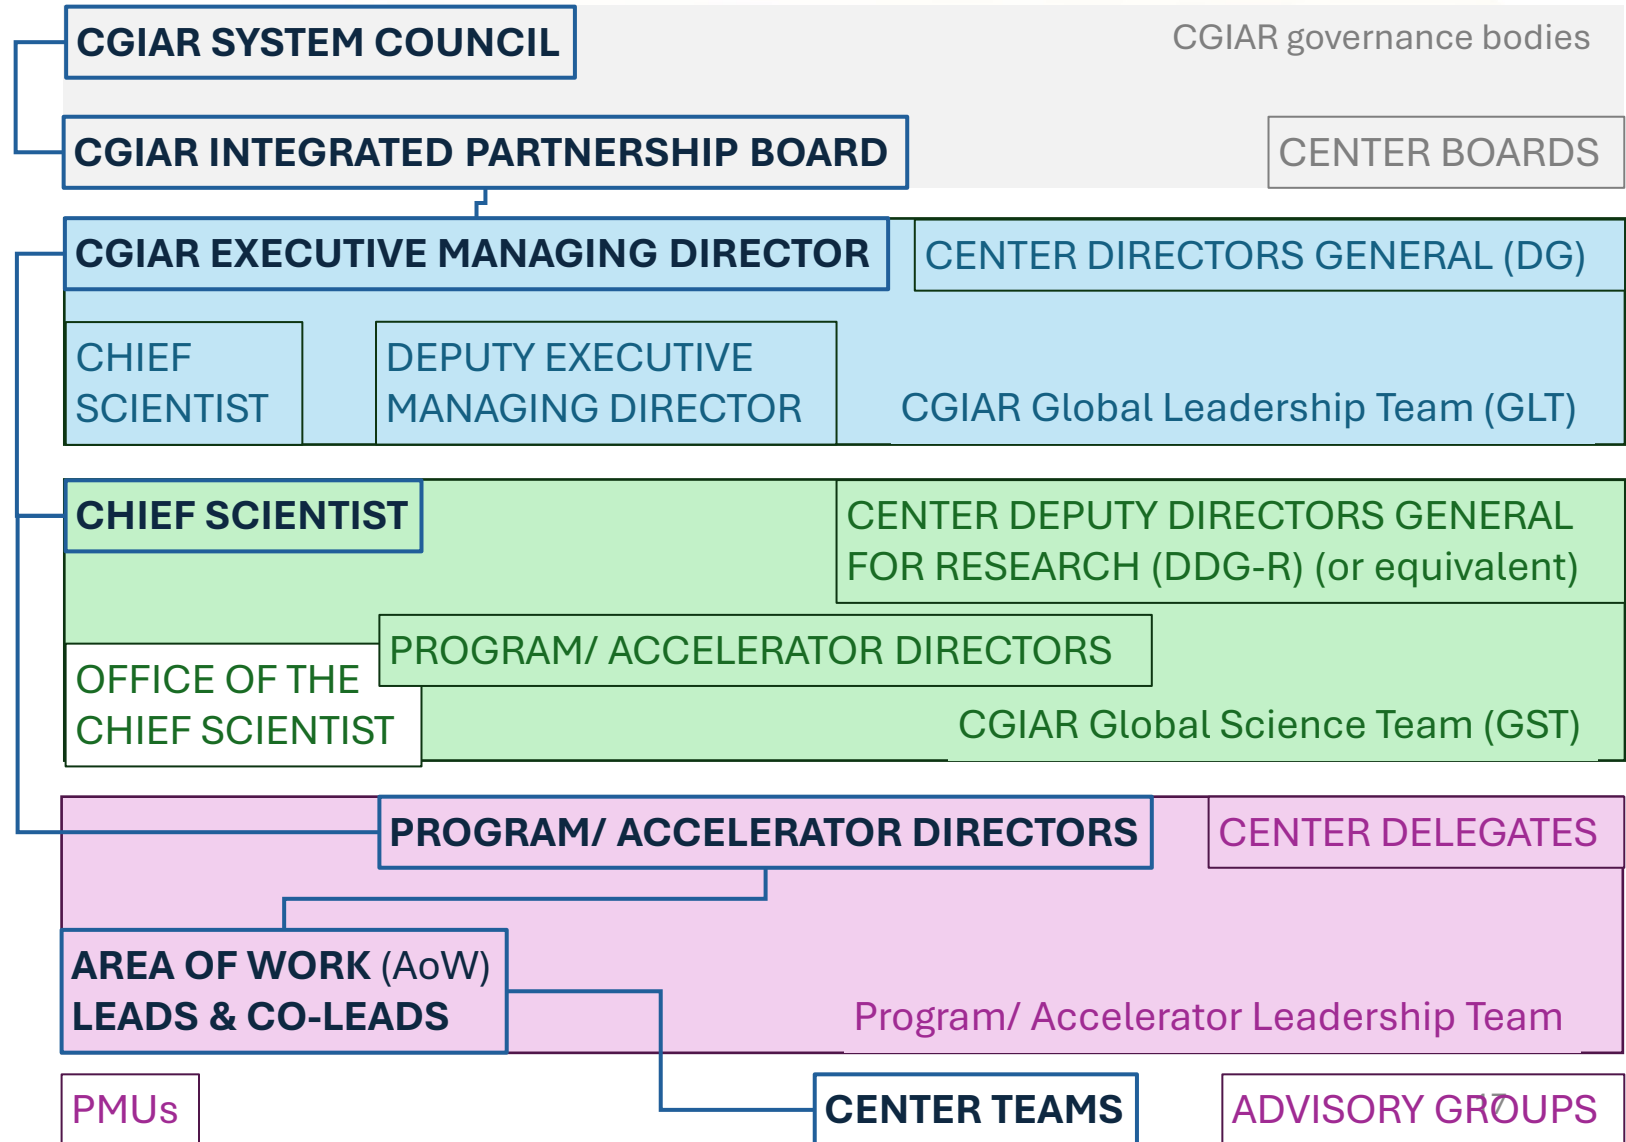 CGIAR SYSTEM COUNCIL
CGIAR governance bodies
CGIAR INTEGRATED PARTNERSHIP BOARD
CENTER BOARDS
CGIAR EXECUTIVE MANAGING DIRECTOR
CENTER DIRECTORS GENERAL (DG)
CHIEF
SCIENTIST
DEPUTY EXECUTIVE
MANAGING DIRECTOR
CGIAR Global Leadership Team (GLT)
CHIEF SCIENTIST
CENTER DEPUTY DIRECTORS GENERAL
FOR RESEARCH (DDG-R) (or equivalent)
PROGRAM/ ACCELERATOR DIRECTORS
OFFICE OF THE
CHIEF SCIENTIST
CGIAR Global Science Team (GST)
PROGRAM/ ACCELERATOR DIRECTORS
CENTER DELEGATES
AREA OF WORK (AoW)
LEADS & CO-LEADS
Program/ Accelerator Leadership Team
PMUs
CENTER TEAMS
ADVISORY GROUPS
17